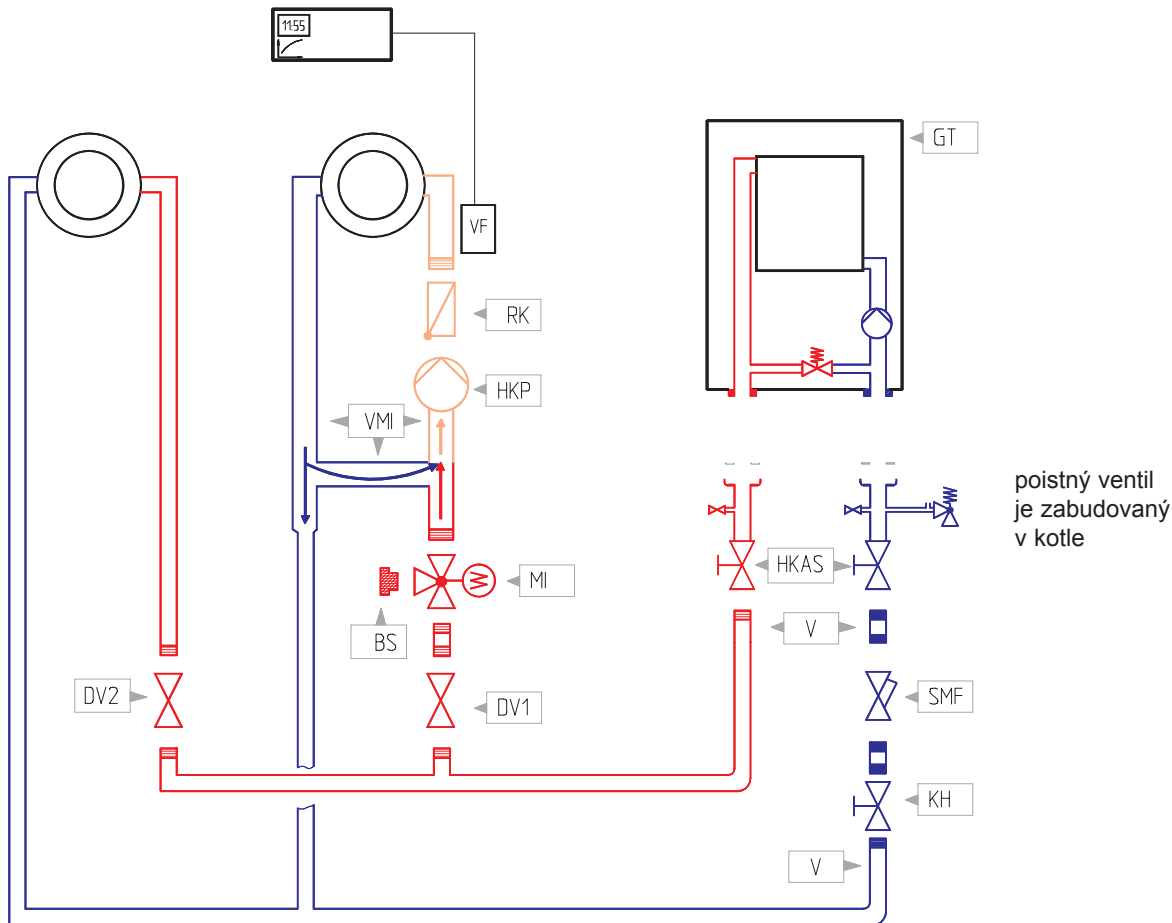 11:55
GT
VF
RK
HKP
VMI
poistný ventil
je zabudovaný
v kotle
HKAS
MI
BS
V
DV2
DV1
SMF
KH
V